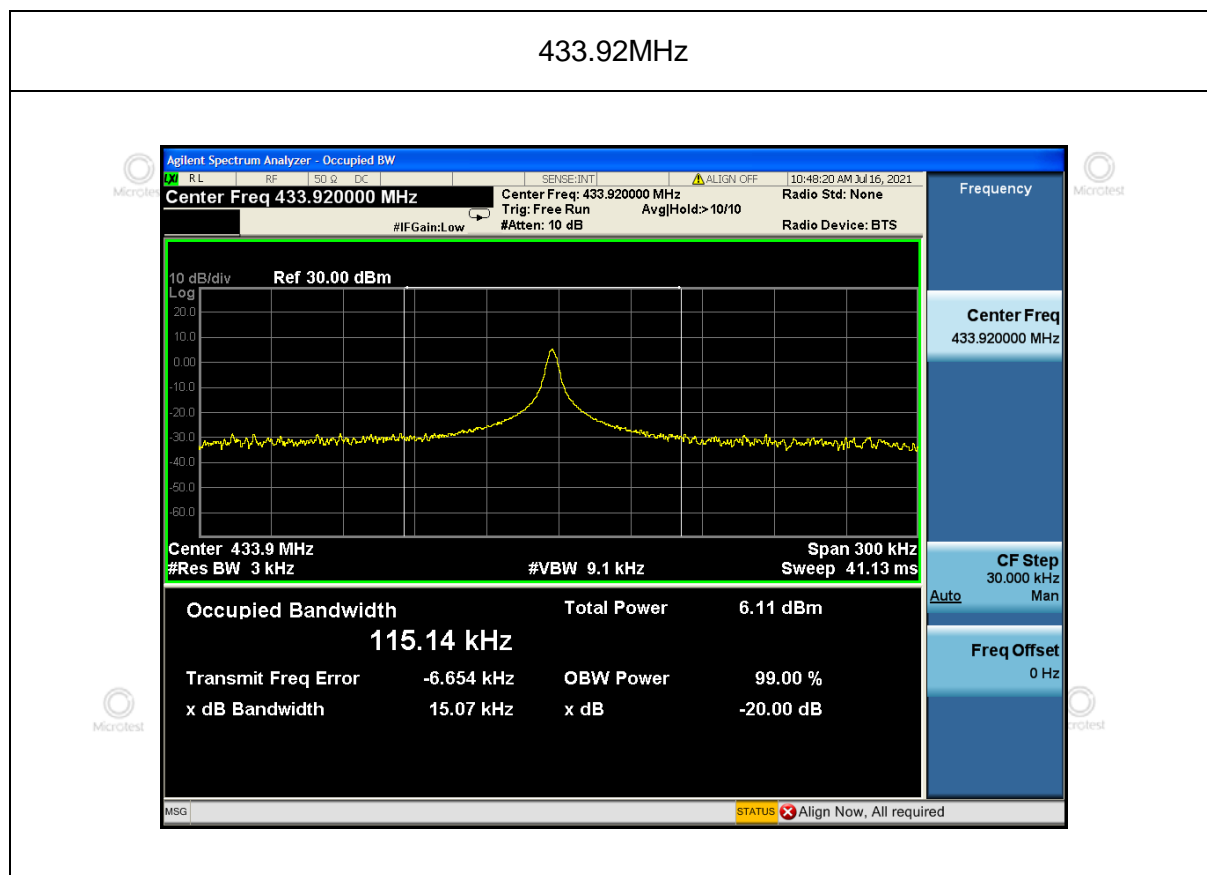 433.92MHz
Agilent Spectrum Analyzer - Occupied BW
LXI RL RF 50 Ω DC SENSE:INT ALIGN OFF 10:48:20 AM Jul 16, 2021
Center Freq 433.920000 MHz
Center Freq: 433.920000 MHz
Radio Std: None
Trig: Free Run Avg|Hold:> 10/10
#IFGain:Low
#Atten: 10 dB
Radio Device: BTS
10 dB/div
Ref 30.00 dBm
Log
20.0
10.0
0.00
-10.0
-20.0
-30.0
-40.0
-50.0
-60.0
Center 433.9 MHz
Span 300 kHz
#Res BW 3 kHz
#VBW 9.1 kHz
Sweep 41.13 ms
Occupied Bandwidth
Total Power 6.11 dBm
115.14 kHz
Transmit Freq Error -6.654 kHz
OBW Power 99.00 %
x dB Bandwidth 15.07 kHz
x dB -20.00 dB
MSG
STATUS Align Now, All required
Frequency
Center Freq
433.920000 MHz
CF Step
30.000 kHz
Auto Man
Freq Offset
0 Hz
Microtes
Microtest
Microtest
crotest